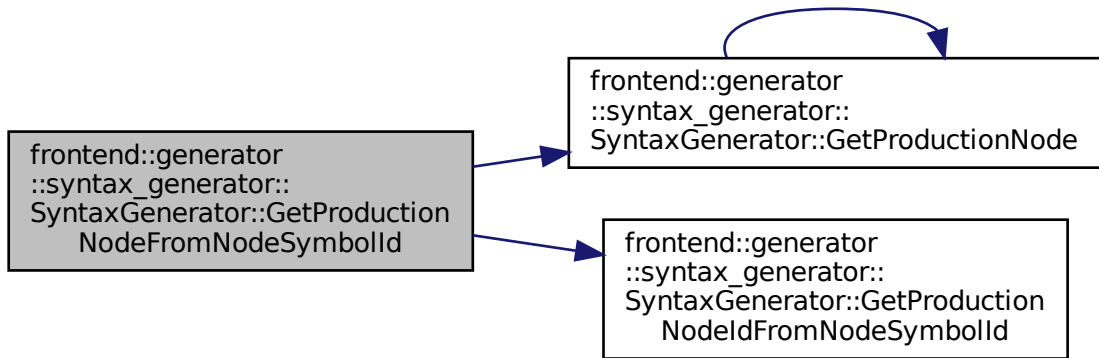 frontend::generator
::syntax_generator::
SyntaxGenerator::GetProduction
NodeFromNodeSymbolId
frontend::generator
::syntax_generator::
SyntaxGenerator::GetProductionNode
frontend::generator
::syntax_generator::
SyntaxGenerator::GetProduction
NodeIdFromNodeSymbolId